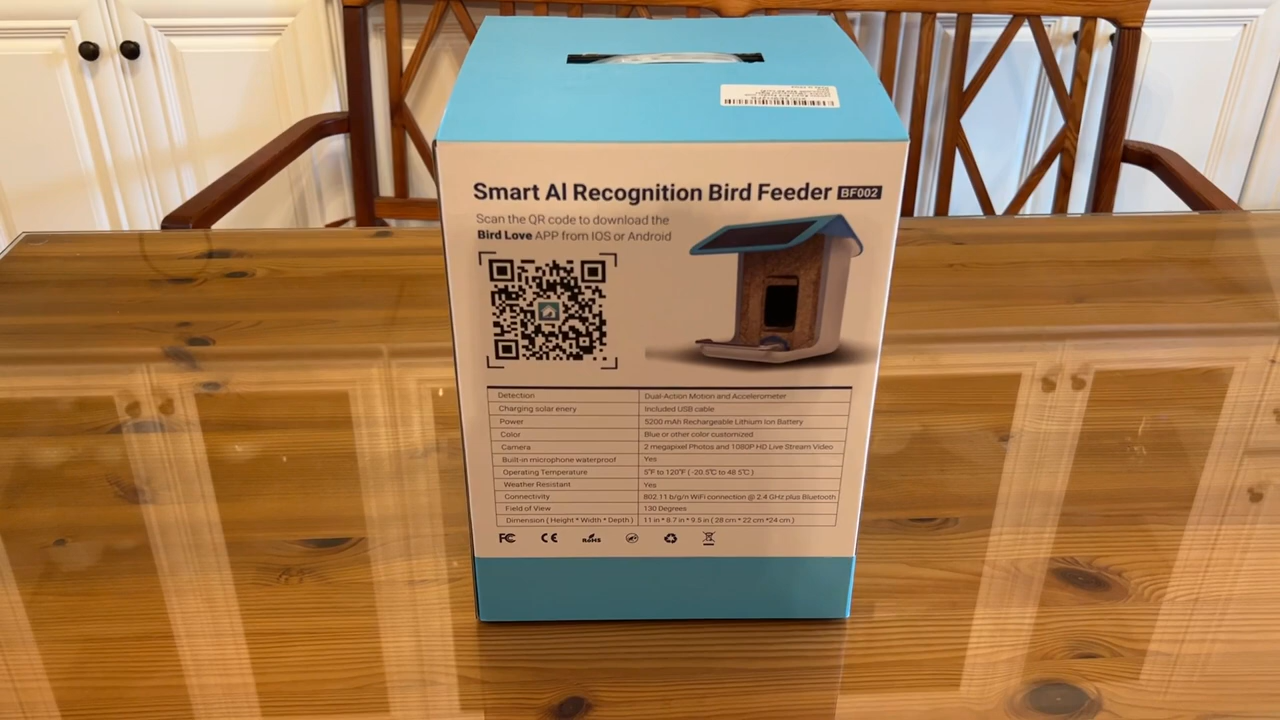 Smart AI Recognition Bird Feeder BF002
Scan the QR code to download the
Bird Love APP from IOS or Android
Detection Dual-Action Motion and Accelerometer
Charging solar enery Included USB cable
Power 5200 mAh Rechargeable Lithium Ion Battery
Color Blue or other color customized
Camera 2 megapixel Photos and 1080P HD Live Stream Video
Built-in microphone waterproof Yes
Operating Temperature 5°F to 120°F ( -20.5℃ to 48 5℃ )
Weather Resistant Yes
Connectivity 802.11 b/g/n WiFi connection @ 2.4 GHz plus Bluetooth
Field of View 130 Degrees
Dimension ( Height * Width * Depth ) 11 in * 8.7 in * 9.5 in ( 28 cm * 22 cm *24 cm )
FC CE RoHS